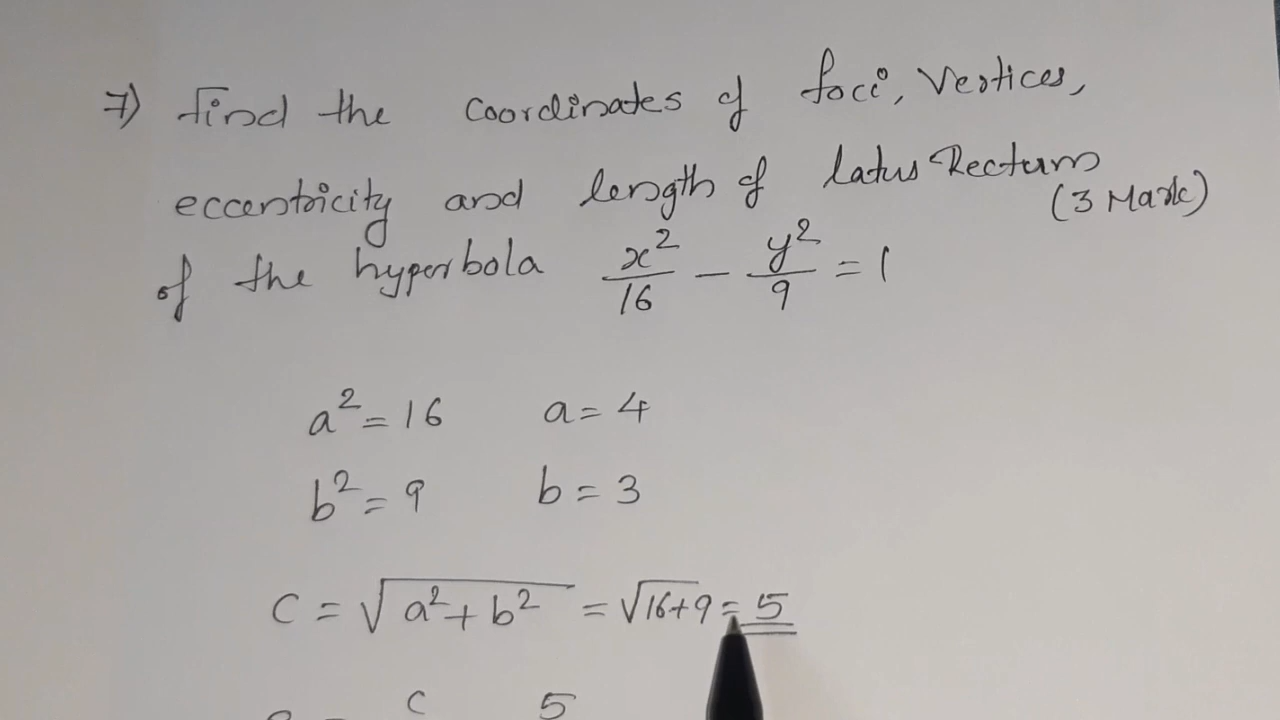 7) Find the coordinates of foci, Vertices,
eccentricity and length of latus Rectum
(3 Mark)
of the hyperbola x²/16 - y²/9 = 1
a² = 16 a = 4
b² = 9 b = 3
C = √a² + b² = √16+9 = 5
C 5